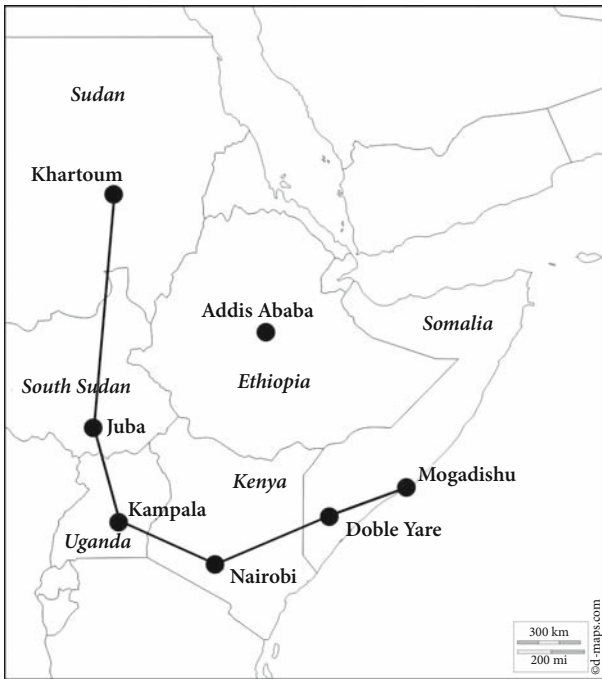 Sudan
Khartoum
Addis Ababa
Somalia
Ethiopia
South Sudan
Juba
Mogadishu
Kenya
Kampala
Doble Yare
Uganda
Nairobi
300 km
200 mi
©d-maps.com